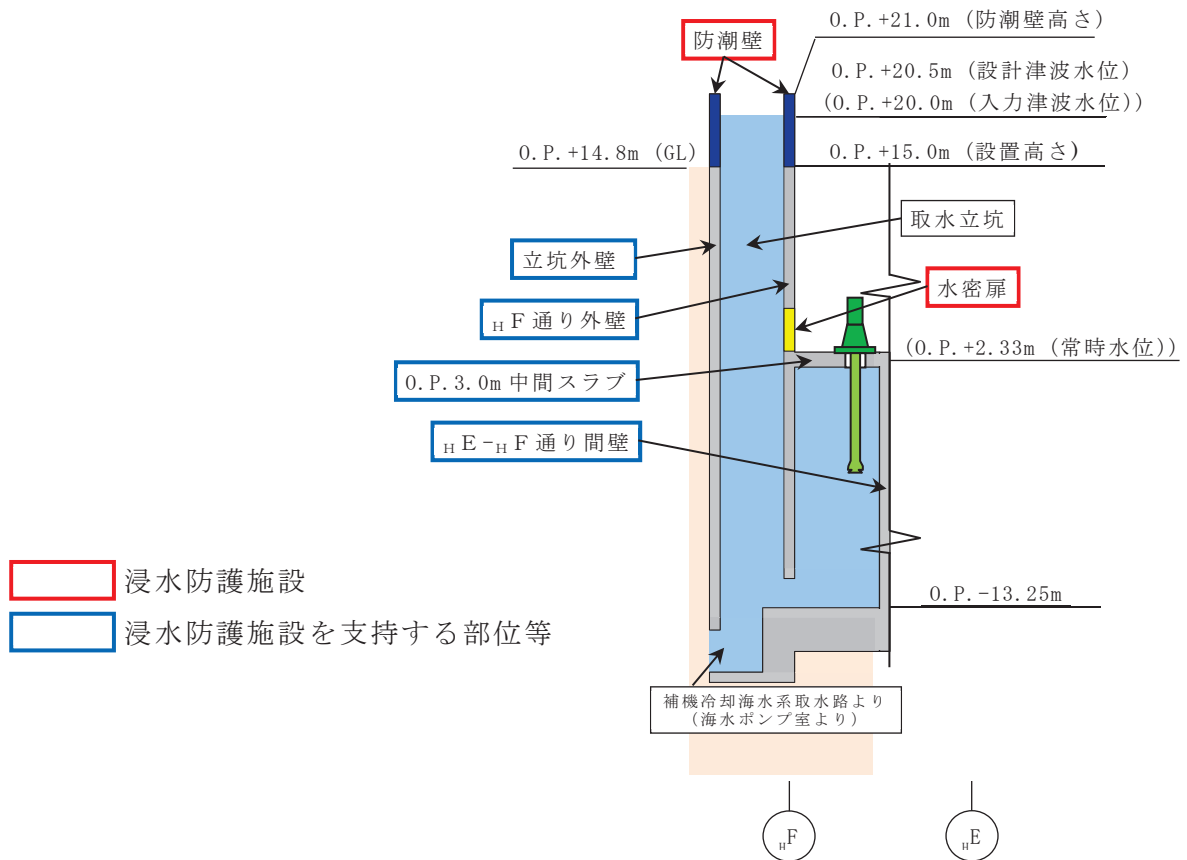 防潮壁
O.P.+21.0m (防潮壁高さ)
O.P.+20.5m (設計津波水位)
(O.P.+20.0m (入力津波水位))
O.P.+14.8m (GL)
O.P.+15.0m (設置高さ)
取水立坑
立坑外壁
水密扉
HF通り外壁
(O.P.+2.33m (常時水位))
O.P.3.0m中間スラブ
HE-HF通り間壁
浸水防護施設
O.P.-13.25m
浸水防護施設を支持する部位等
補機冷却海水系取水路より
(海水ポンプ室より)
HF
HE